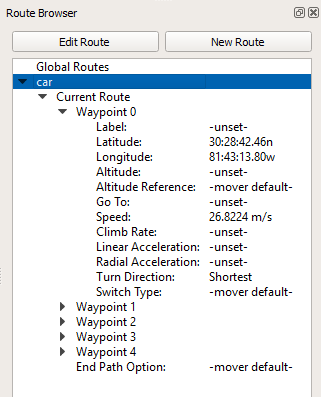 Route Browser
Edit Route New Route
Global Routes
car
Current Route
Waypoint 0
Label: -unset-
Latitude: 30:28:42.46n
Longitude: 81:43:13.80w
Altitude: -unset-
Altitude Reference: -mover default-
Go To: -unset-
Speed: 26.8224 m/s
Climb Rate: -unset-
Linear Acceleration: -unset-
Radial Acceleration: -unset-
Turn Direction: Shortest
Switch Type: -mover default-
Waypoint 1
Waypoint 2
Waypoint 3
Waypoint 4
End Path Option: -mover default-